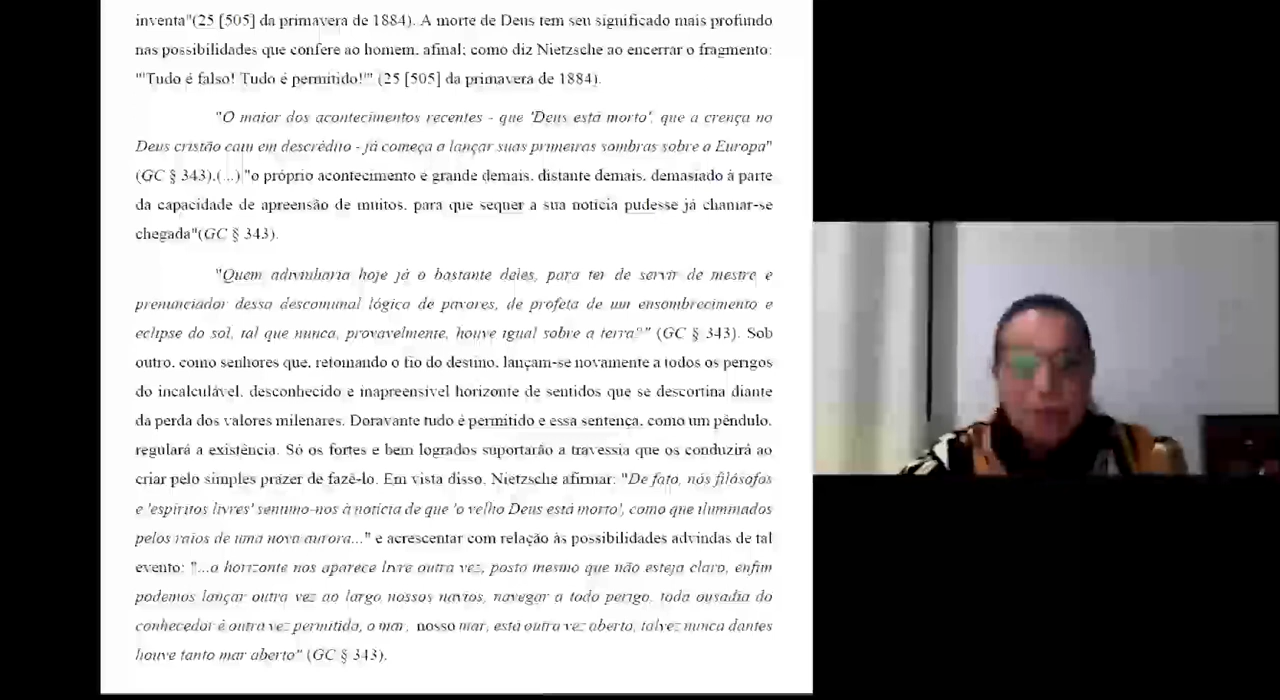 inventa"(25 [505] da primavera de 1884). A morte de Deus tem seu significado mais profundo
nas possibilidades que confere ao homem, afinal; como diz Nietzsche ao encerrar o fragmento:
"'Tudo é falso! Tudo é permitido!'" (25 [505] da primavera de 1884).
"O maior dos acontecimentos recentes - que 'Deus está morto', que a crença no
Deus cristão caiu em descrédito - já começa a lançar suas primeiras sombras sobre a Europa"
(GC § 343).(...) "o próprio acontecimento é grande demais, distante demais, demasiado à parte
da capacidade de apreensão de muitos, para que sequer a sua notícia pudesse já chamar-se
chegada"(GC § 343).
"Quem adivinharia hoje já o bastante deles, para ter de servir de mestre e
prenunciador dessa descomunal lógica de pavores, de profeta de um ensombrecimento e
eclipse do sol, tal que nunca, provavelmente, houve igual sobre a terra?" (GC § 343). Sob
outro, como senhores que, retomando o fio do destino, lançam-se novamente a todos os perigos
do incalculável, desconhecido e inapreensível horizonte de sentidos que se descortina diante
da perda dos valores milenares. Doravante tudo é permitido e essa sentença, como um pêndulo,
regulará a existência. Só os fortes e bem logrados suportarão a travessia que os conduzirá ao
criar pelo simples prazer de fazê-lo. Em vista disso, Nietzsche afirmar: "De fato, nós filósofos
e 'espíritos livres' sentimo-nos à notícia de que 'o velho Deus está morto', como que iluminados
pelos raios de uma nova aurora..." e acrescentar com relação às possibilidades advindas de tal
evento: "...o horizonte nos aparece livre outra vez, posto mesmo que não esteja claro, enfim
podemos lançar outra vez ao largo nossos navios, navegar a todo perigo, toda ousadia do
conhecedor é outra vez permitida, o mar, nosso mar, está outra vez aberto, talvez nunca dantes
houve tanto mar aberto" (GC § 343).